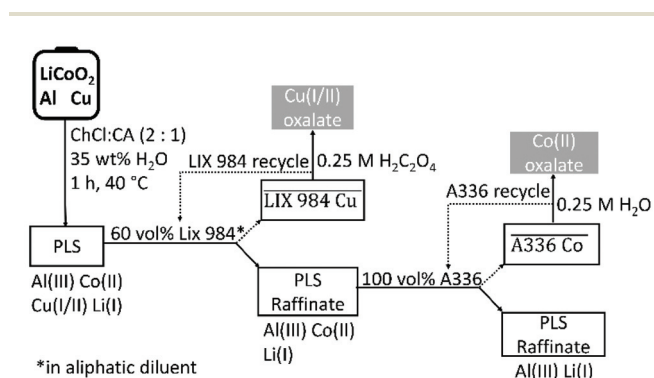 LiCoO₂
Al Cu
ChCl:CA (2 : 1)
35 wt% H₂O
1 h, 40 °C
PLS
Al(III) Co(II)
Cu(I/II) Li(I)
60 vol% Lix 984*
LIX 984 recycle
Cu(I/II)
oxalate
0.25 M H₂C₂O₄
LIX 984 Cu
PLS
Raffinate
Al(III) Co(II)
Li(I)
100 vol% A336
A336 recycle
Co(II)
oxalate
0.25 M H₂O
A336 Co
PLS
Raffinate
Al(III) Li(I)
*in aliphatic diluent